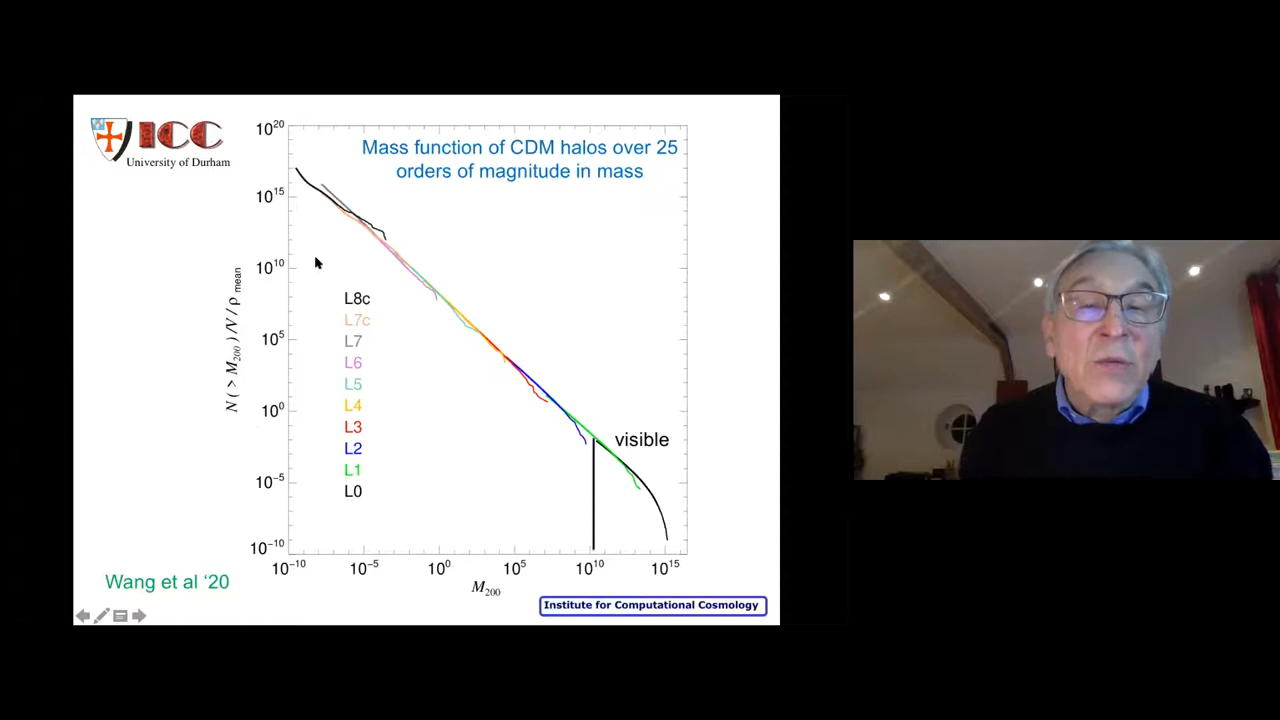 ICC
University of Durham
Mass function of CDM halos over 25
orders of magnitude in mass
10^20
10^15
10^10
10^5
10^0
10^−5
10^−10
N(>M_200)/V/ρ_mean
L8c
L7c
L7
L6
L5
L4
L3
L2
L1
L0
visible
10^−10 10^−5 10^0 10^5 10^10 10^15
M_200
Wang et al ‘20
Institute for Computational Cosmology